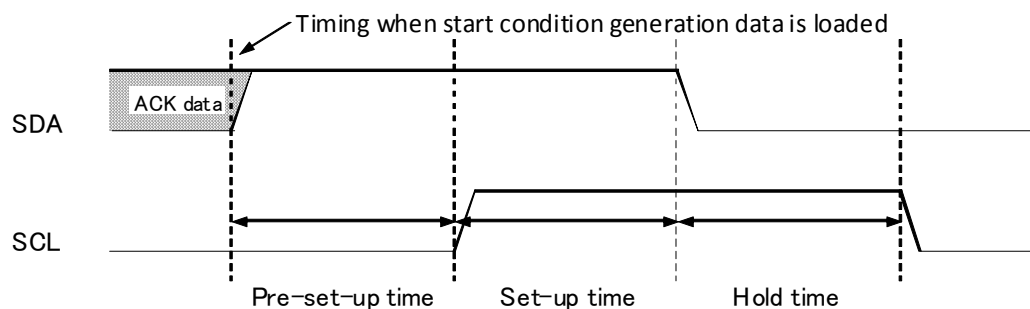 Timing when start condition generation data is loaded
ACK data
SDA
SCL
Pre-set-up time
Set-up time
Hold time